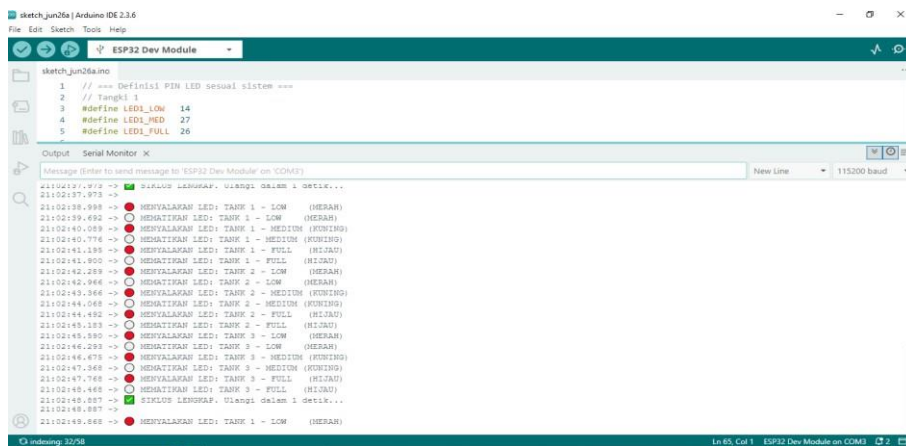 sketch_jun26a | Arduino IDE 2.3.6
File Edit Sketch Tools Help
ESP32 Dev Module
sketch_jun26a.ino
1 // === Definisi PIN LED sesuai sistem ===
2 // Tangki 1
3 #define LED1_LOW 14
4 #define LED1_MED 27
5 #define LED1_FULL 26
Output Serial Monitor ×
Message (Enter to send message to 'ESP32 Dev Module' on 'COM3')
New Line
115200 baud
21:02:37.973 -> ✅ SIKLUS LENGKAP. Ulangi dalam 1 detik...
21:02:37.973 ->
21:02:38.998 -> 🔴 MENYALAKAN LED: TANK 1 - LOW (MERAH)
21:02:39.692 -> ⚪ MEMATIKAN LED: TANK 1 - LOW (MERAH)
21:02:40.089 -> 🔴 MENYALAKAN LED: TANK 1 - MEDIUM (KUNING)
21:02:40.776 -> ⚪ MEMATIKAN LED: TANK 1 - MEDIUM (KUNING)
21:02:41.195 -> 🔴 MENYALAKAN LED: TANK 1 - FULL (HIJAU)
21:02:41.900 -> ⚪ MEMATIKAN LED: TANK 1 - FULL (HIJAU)
21:02:42.289 -> 🔴 MENYALAKAN LED: TANK 2 - LOW (MERAH)
21:02:42.966 -> ⚪ MEMATIKAN LED: TANK 2 - LOW (MERAH)
21:02:43.366 -> 🔴 MENYALAKAN LED: TANK 2 - MEDIUM (KUNING)
21:02:44.068 -> ⚪ MEMATIKAN LED: TANK 2 - MEDIUM (KUNING)
21:02:44.492 -> 🔴 MENYALAKAN LED: TANK 2 - FULL (HIJAU)
21:02:45.183 -> ⚪ MEMATIKAN LED: TANK 2 - FULL (HIJAU)
21:02:45.590 -> 🔴 MENYALAKAN LED: TANK 3 - LOW (MERAH)
21:02:46.293 -> ⚪ MEMATIKAN LED: TANK 3 - LOW (MERAH)
21:02:46.675 -> 🔴 MENYALAKAN LED: TANK 3 - MEDIUM (KUNING)
21:02:47.368 -> ⚪ MEMATIKAN LED: TANK 3 - MEDIUM (KUNING)
21:02:47.768 -> 🔴 MENYALAKAN LED: TANK 3 - FULL (HIJAU)
21:02:48.468 -> ⚪ MEMATIKAN LED: TANK 3 - FULL (HIJAU)
21:02:48.887 -> ✅ SIKLUS LENGKAP. Ulangi dalam 1 detik...
21:02:48.887 ->
21:02:49.868 -> 🔴 MENYALAKAN LED: TANK 1 - LOW (MERAH)
indexing: 32/58
Ln 65, Col 1 ESP32 Dev Module on COM3 2